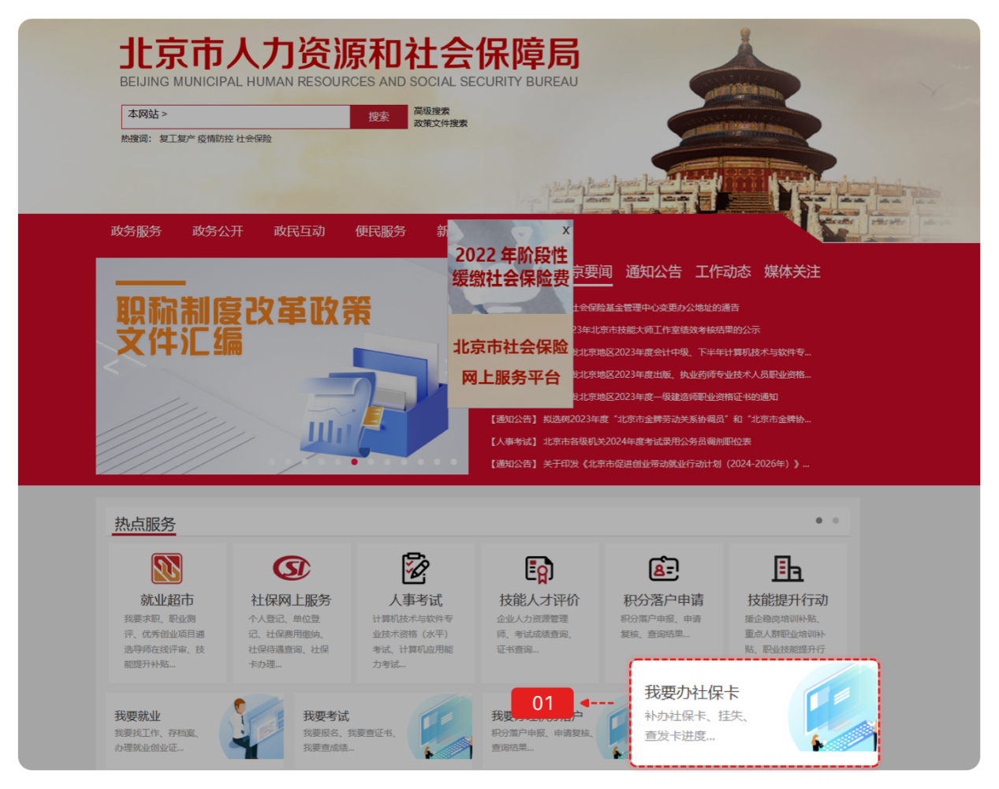 北京市人力资源和社会保障局
BEIJING MUNICIPAL HUMAN RESOURCES AND SOCIAL SECURITY BUREAU
本网站 >
搜索
高级搜索
政策文件搜索
热搜词： 复工复产 疫情防控 社会保险
政务服务
政务公开
政民互动
便民服务
新
X
2022 年阶段性
缓缴社会保险费
北京市社会保险
网上服务平台
京要闻
通知公告
工作动态
媒体关注
职称制度改革政策
文件汇编
<
社会保险基金管理中心变更办公地址的通告
23年北京市技能大师工作室绩效考核结果的公示
发北京地区2023年度会计中级、下半年计算机技术与软件专...
发北京地区2023年度出版、执业药师专业技术人员职业资格...
发北京地区2023年度一级建造师职业资格证书的通知
【通知公告】 拟选树2023年度“北京市金牌劳动关系协调员”和“北京市金牌协...
【人事考试】 北京市各级机关2024年度考试录用公务员调剂职位表
【通知公告】 关于印发《北京市促进创业带动就业行动计划（2024-2026年）》...
热点服务
就业超市
我要求职、职业测
评、优秀创业项目遴
选导师在线评审、技
能提升补贴...
CSI
社保网上服务
个人登记、单位登
记、社保费用缴纳、
社保待遇查询、社保
卡办理...
人事考试
计算机技术与软件专
业技术资格（水平）
考试、计算机应用能
力考试...
技能人才评价
企业人力资源管理
师、考试成绩查询、
证书查询...
积分落户申请
积分落户申报、申请
复核、查询结果...
技能提升行动
援企稳岗培训补贴、
重点人群职业培训补
贴、职业技能提升行
我要就业
我要找工作、存档案、
办理就业创业证...
我要考试
我要报名、我要查证书、
我要查成绩...
我要
户
积分落户申报、申请复核、
查询结果...
01
我要办社保卡
补办社保卡、挂失、
查发卡进度...